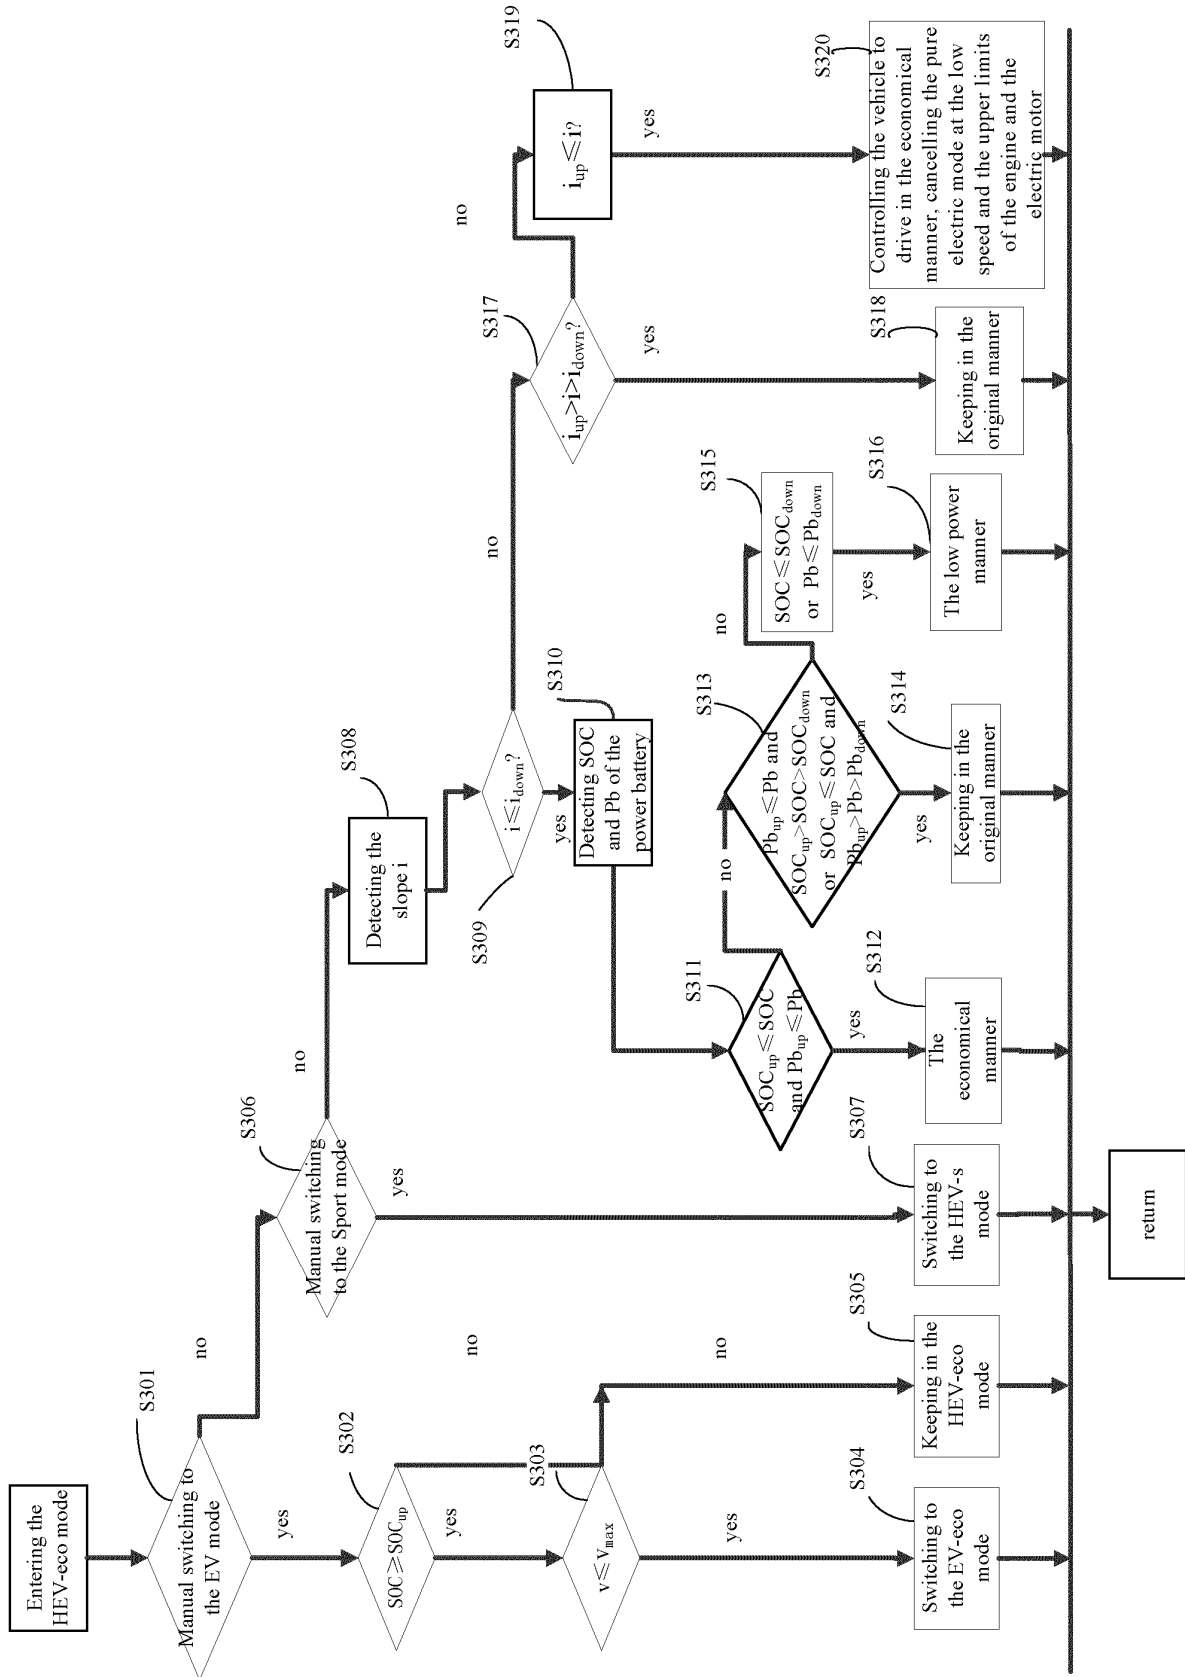 Entering the
HEV-eco mode
S301
Manual switching to
the EV mode
no
yes
S302
SOC≥SOCup
no
yes
S303
v≤vmax
no
yes
S304
Switching to
the EV-eco
mode
S305
Keeping in the
HEV-eco
mode
S306
Manual switching
to the Sport mode
no
yes
S307
Switching to
the HEV-s
mode
S308
Detecting the
slope i
S309
i≤idown?
no
yes
S310
Detecting SOC
and Pb of the
power battery
S311
SOCup≤SOC
and Pbup≤Pb
no
yes
S312
The
economical
manner
S313
Pbup≤Pb and
SOCup>SOC>SOCdown
or SOCup≤SOC and
Pbup>Pb>Pbdown
no
yes
S314
Keeping in the
original manner
S315
SOC≤SOCdown
or Pb≤Pbdown
yes
S316
The low power
manner
S317
iup>i>idown?
no
yes
S318
Keeping in the
original manner
S319
iup≤i?
yes
S320
Controlling the vehicle to
drive in the economical
manner, cancelling the pure
electric mode at the low
speed and the upper limits
of the engine and the
electric motor
return